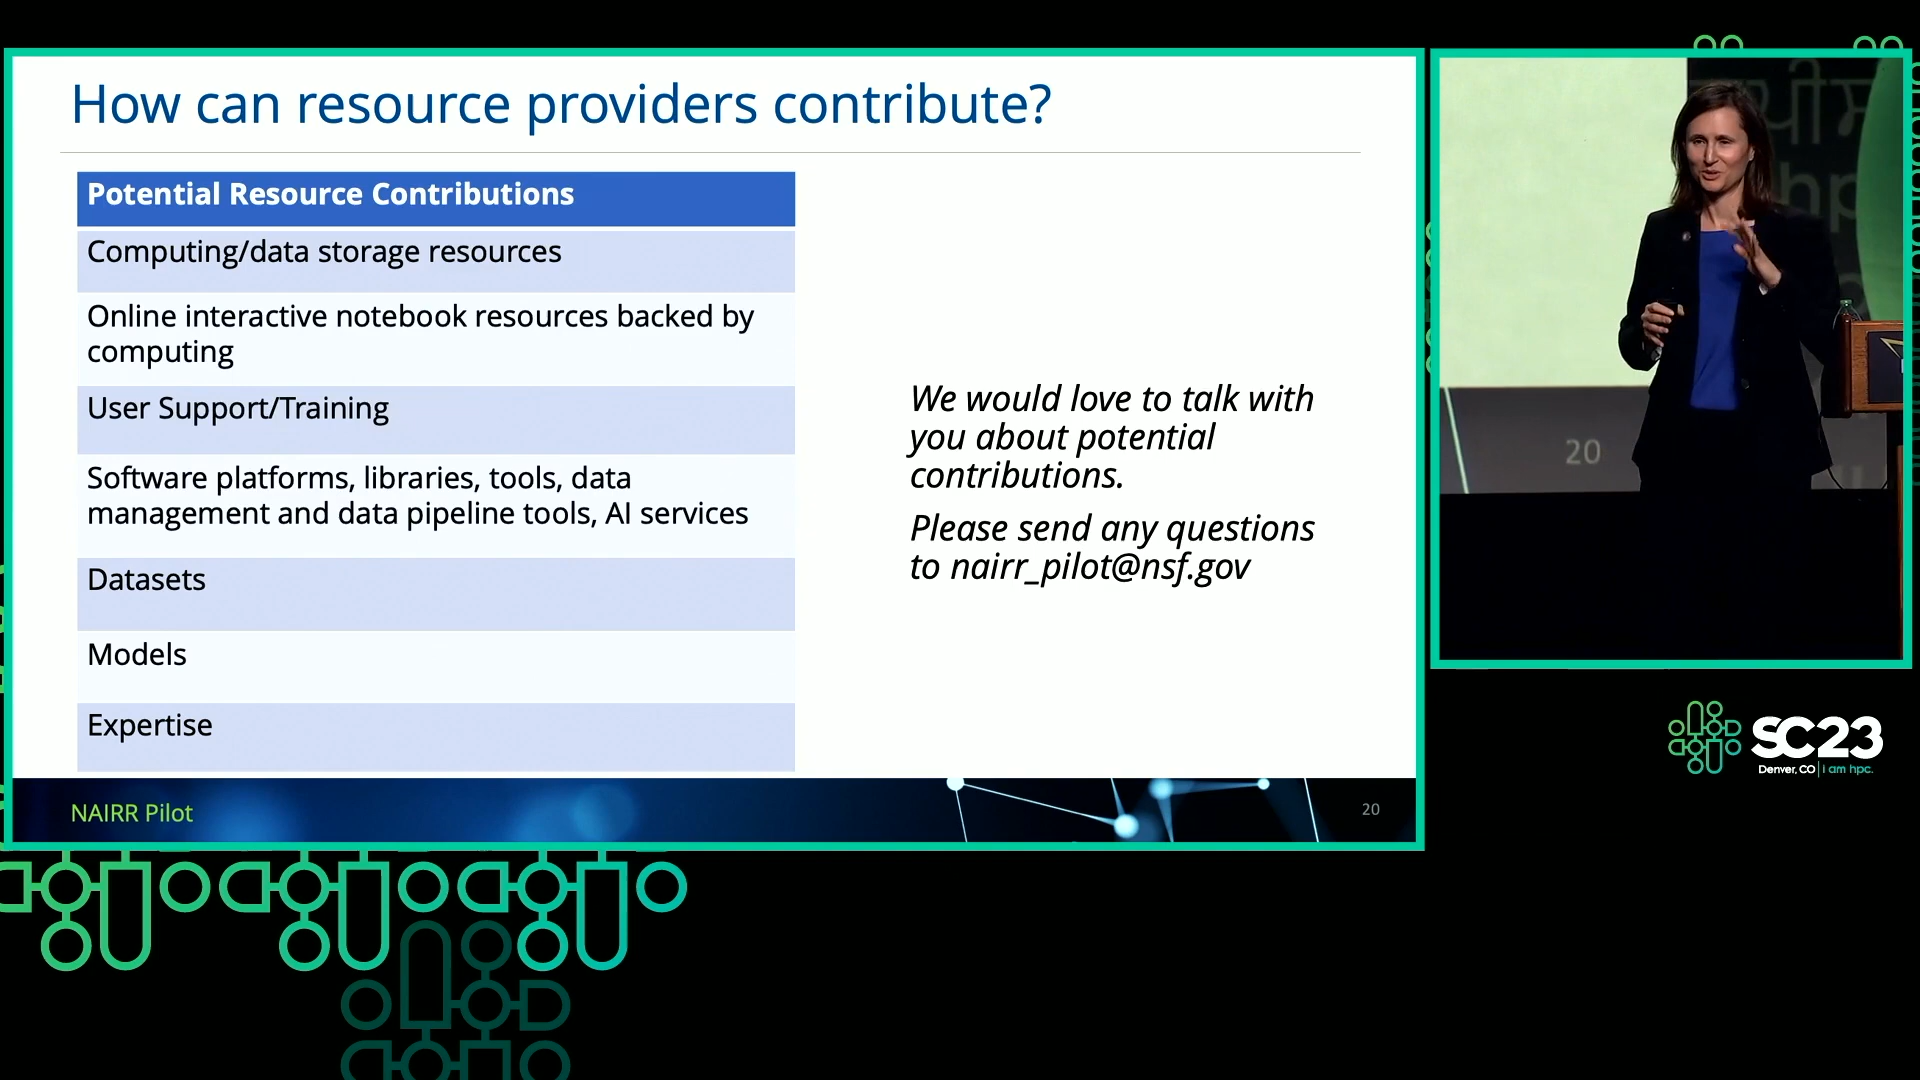 How can resource providers contribute?
Potential Resource Contributions
Computing/data storage resources
Online interactive notebook resources backed by
computing
User Support/Training
Software platforms, libraries, tools, data
management and data pipeline tools, AI services
Datasets
Models
Expertise
We would love to talk with
you about potential
contributions.
Please send any questions
to nairr_pilot@nsf.gov
NAIRR Pilot
20
20
SC23
Denver, CO | I am hpc.